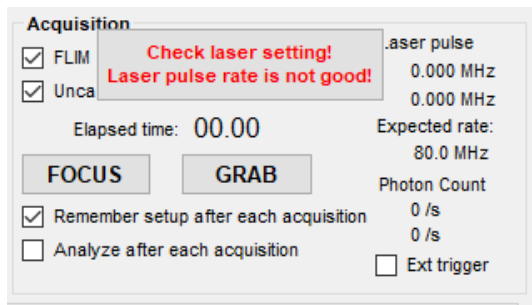 Acquisition
Check laser setting!
Laser pulse rate is not good!
FLIM
.aser pulse
0.000 MHz
Unca
0.000 MHz
Elapsed time: 00.00
Expected rate:
80.0 MHz
FOCUS GRAB
Photon Count
Remember setup after each acquisition
0 /s
0 /s
Analyze after each acquisition
Ext trigger